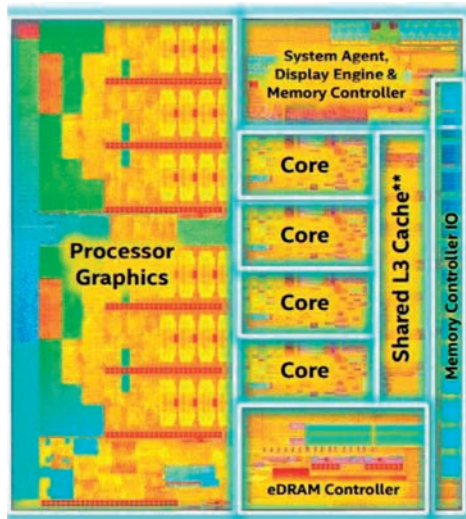 System Agent,
Display Engine &
Memory Controller
Core
Core
Core
Core
Processor
Graphics
Shared L3 Cache**
Memory Controller IO
eDRAM Controller